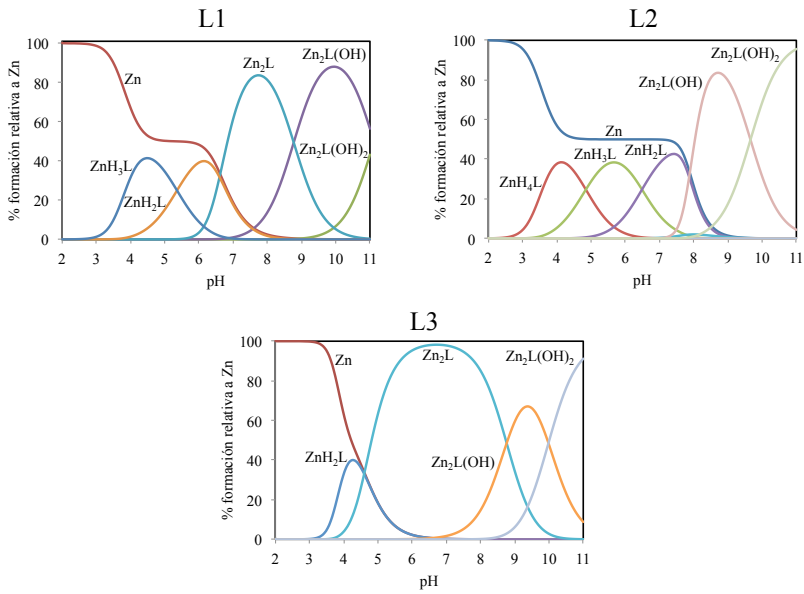 L1
% formación relativa a Zn
100
80
60
40
20
0
Zn
ZnH3L
ZnH2L
Zn2L
Zn2L(OH)
Zn2L(OH)2
2 3 4 5 6 7 8 9 10 11
pH
L2
% formación relativa a Zn
100
80
60
40
20
0
Zn2L(OH)2
Zn2L(OH)
Zn
ZnH4L
ZnH3L
ZnH2L
2 3 4 5 6 7 8 9 10 11
pH
L3
% formación relativa a Zn
100
80
60
40
20
0
Zn
Zn2L
Zn2L(OH)2
ZnH2L
Zn2L(OH)
2 3 4 5 6 7 8 9 10 11
pH